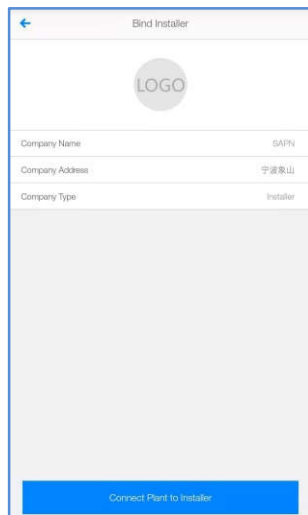 Bind Installer
LOGO
Company Name SAPN
Company Address 宁波象山
Company Type Installer
Connect Plant to Installer